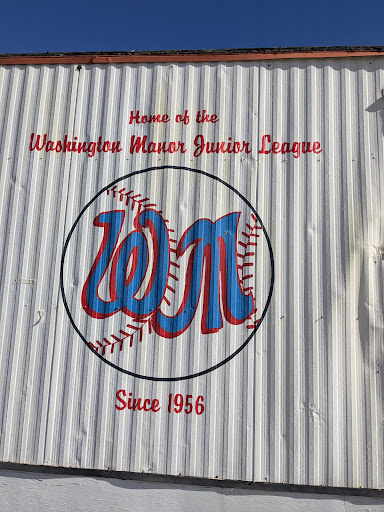 Home of the
Washington Manor Junior League
WM
Since 1956